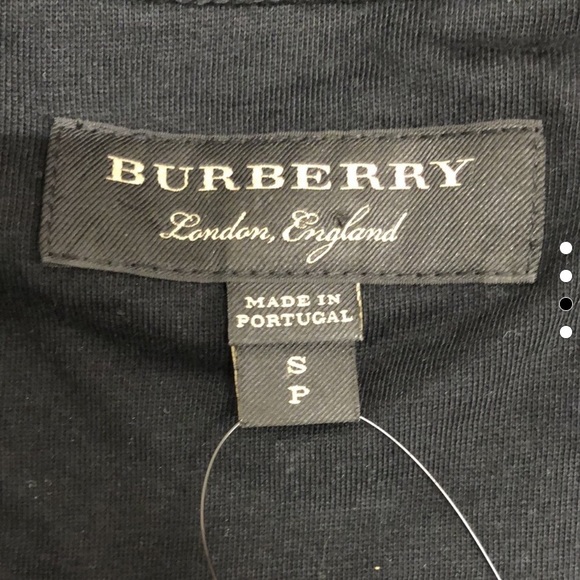 BURBERRY
London, England
MADE IN
PORTUGAL
S
P